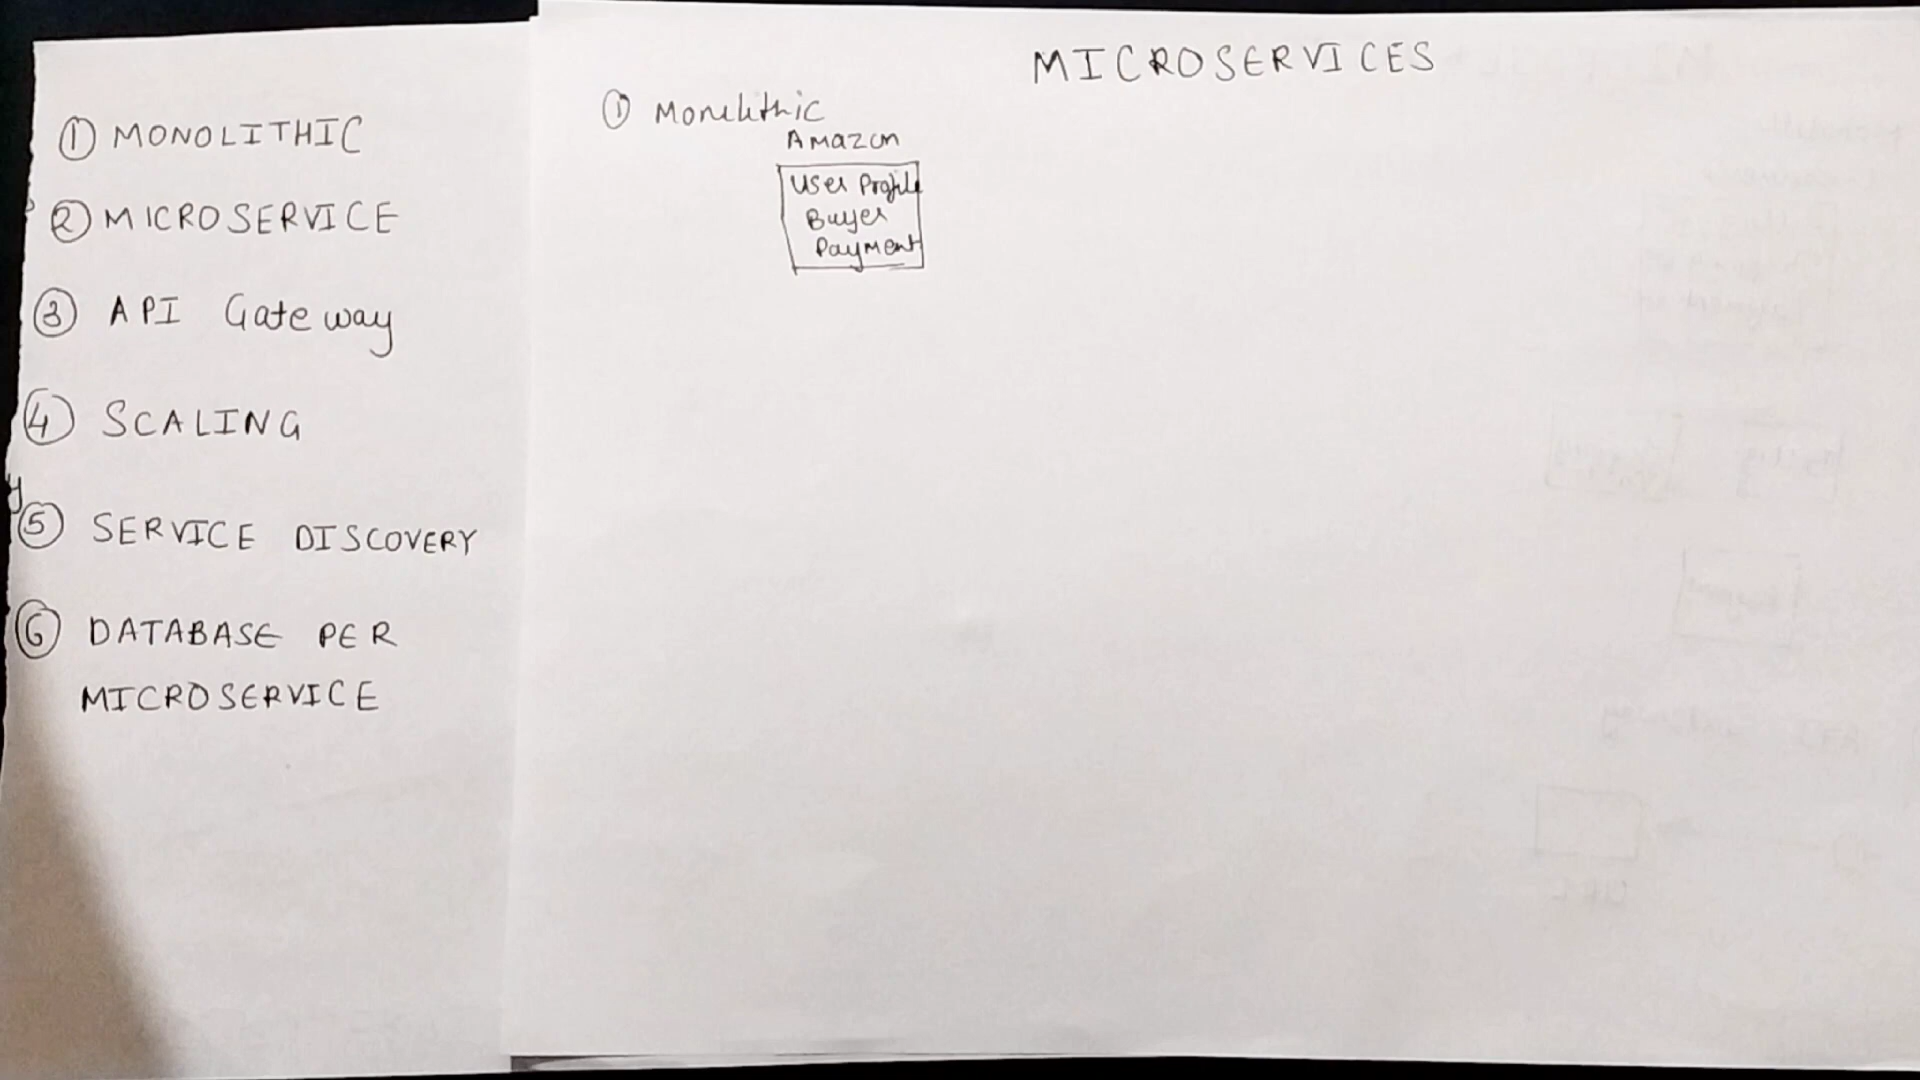 ① MONOLITHIC
② MICROSERVICE
③ API Gateway
④ SCALING
⑤ SERVICE DISCOVERY
⑥ DATABASE PER
MICROSERVICE
MICROSERVICES
① Monolithic
Amazon
User Profile
Buyer
Payment